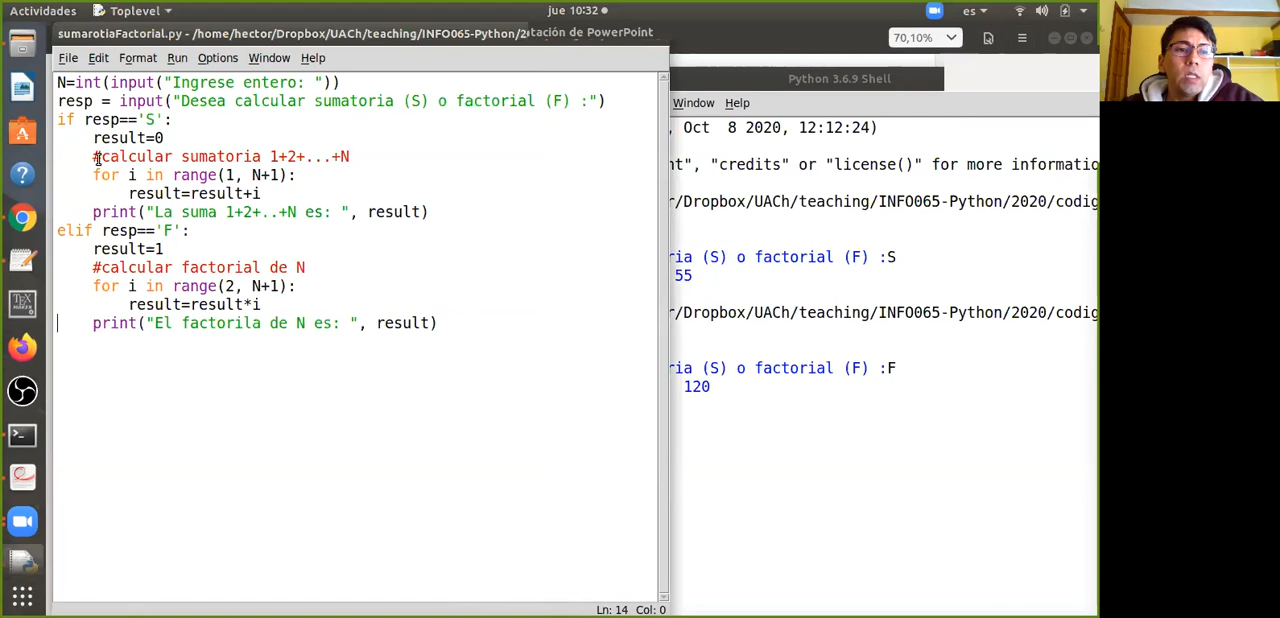 Actividades Toplevel jue 10:32 es
sumarotiaFactorial.py - /home/hector/Dropbox/UACh/teaching/INFO065-Python/2 tación de PowerPoint
70,10%
File Edit Format Run Options Window Help
Python 3.6.9 Shell
Window Help
N=int(input("Ingrese entero: "))
resp = input("Desea calcular sumatoria (S) o factorial (F) :")
if resp=='S':
result=0
#calcular sumatoria 1+2+...+N
for i in range(1, N+1):
result=result+i
print("La suma 1+2+..+N es: ", result)
elif resp=='F':
result=1
#calcular factorial de N
for i in range(2, N+1):
result=result*i
print("El factorila de N es: ", result)
Ln: 14 Col: 0
, Oct 8 2020, 12:12:24)
nt", "credits" or "license()" for more informatio
r/Dropbox/UACh/teaching/INFO065-Python/2020/codig
ria (S) o factorial (F) :S
55
r/Dropbox/UACh/teaching/INFO065-Python/2020/codig
ria (S) o factorial (F) :F
120